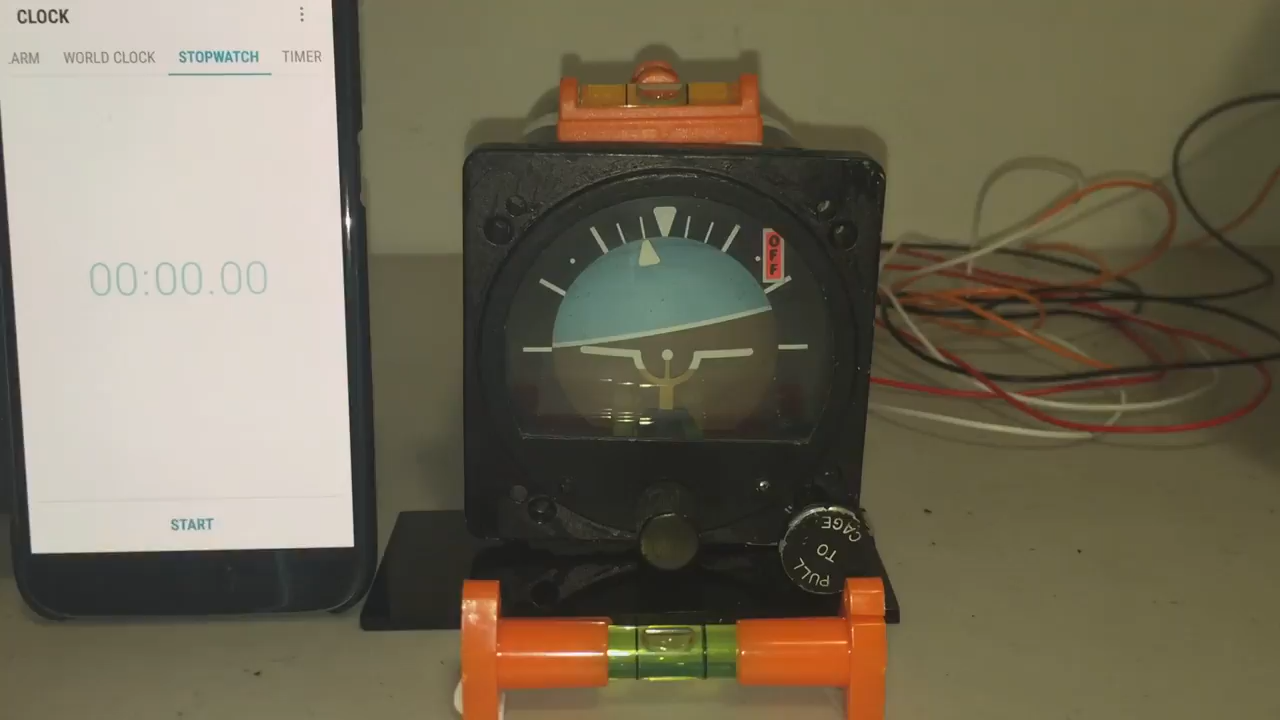 CLOCK
.ARM WORLD CLOCK STOPWATCH TIMER
00:00.00
START
OFF
PULL
TO
CAGE